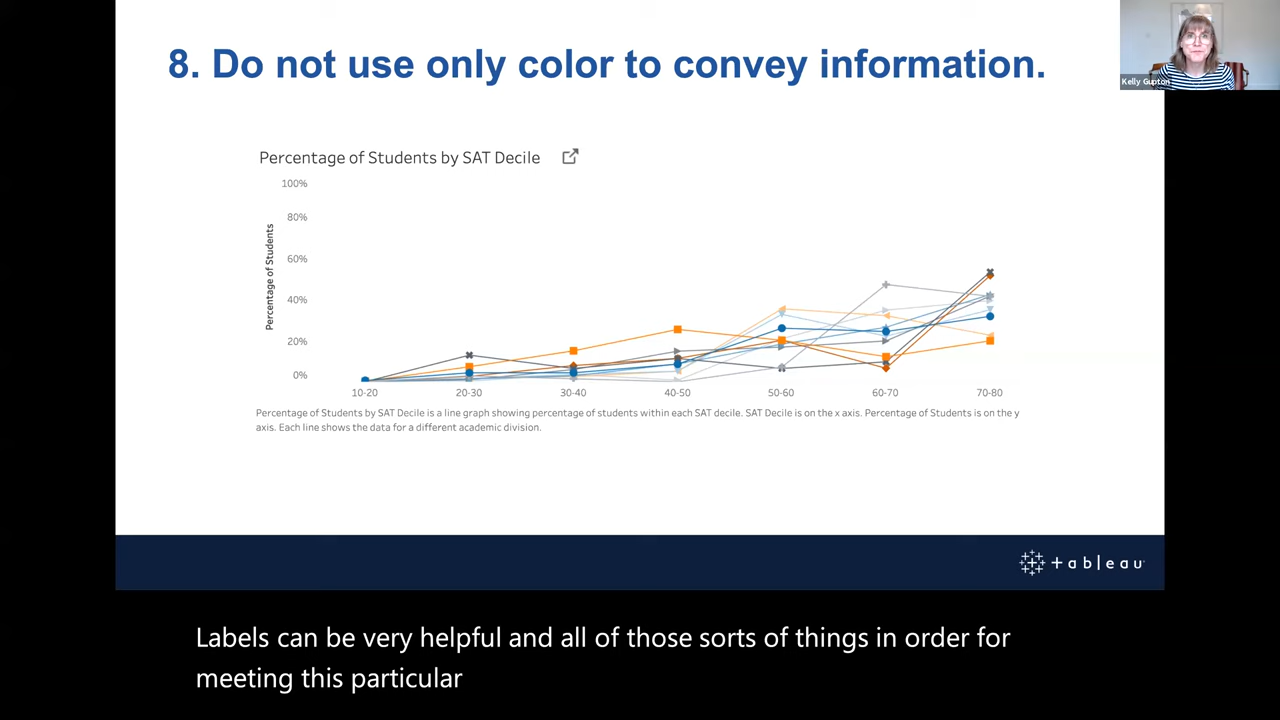 8. Do not use only color to convey information.
Kelly Gupton
Percentage of Students by SAT Decile
100%
80%
60%
40%
20%
0%
Percentage of Students
10-20 20-30 30-40 40-50 50-60 60-70 70-80
Percentage of Students by SAT Decile is a line graph showing percentage of students within each SAT decile. SAT Decile is on the x axis. Percentage of Students is on the y
axis. Each line shows the data for a different academic division.
+ableau
Labels can be very helpful and all of those sorts of things in order for
meeting this particular